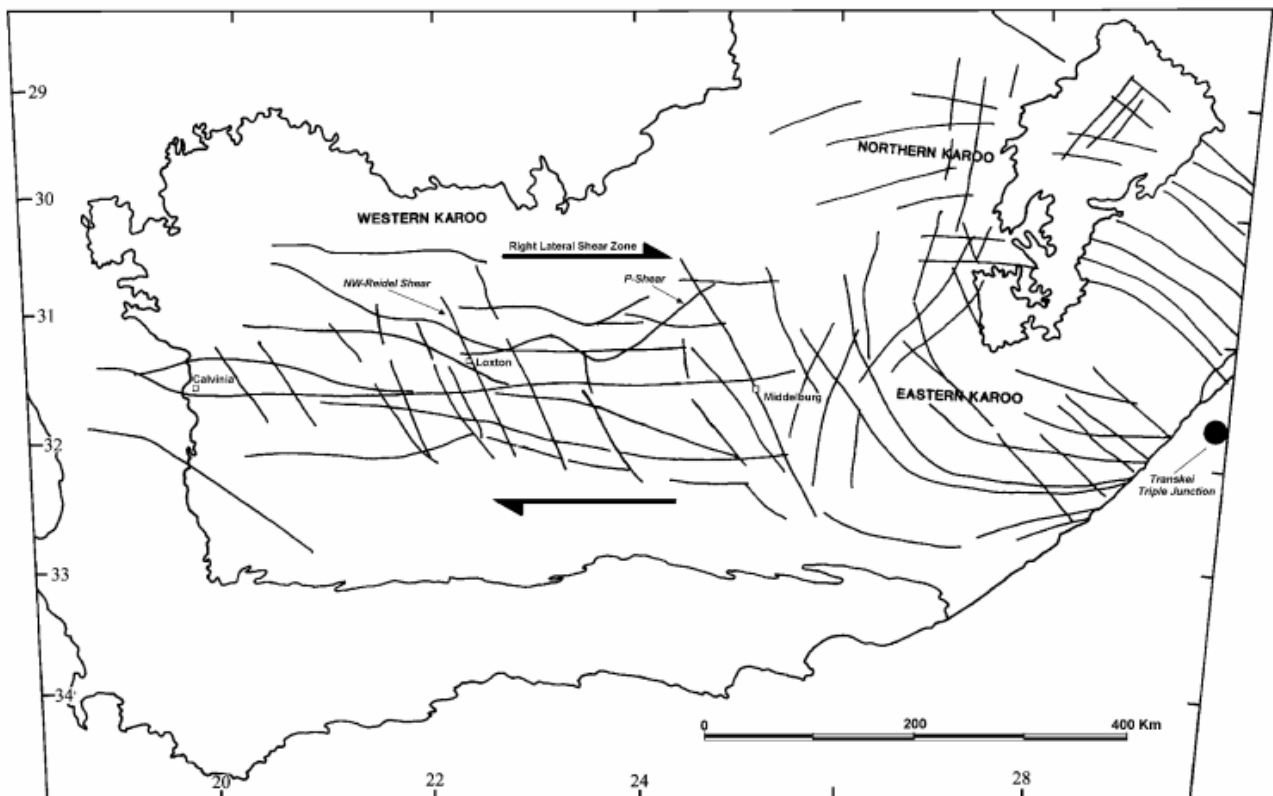 29
NORTHERN KAROO
30
WESTERN KAROO
Right Lateral Shear Zone
NW-Reidel Shear
P-Shear
31
Loxton
Calvinia
Middelburg
EASTERN KAROO
32
Transkei
Triple Junction
33
34
0
200
400 Km
20
22
24
28